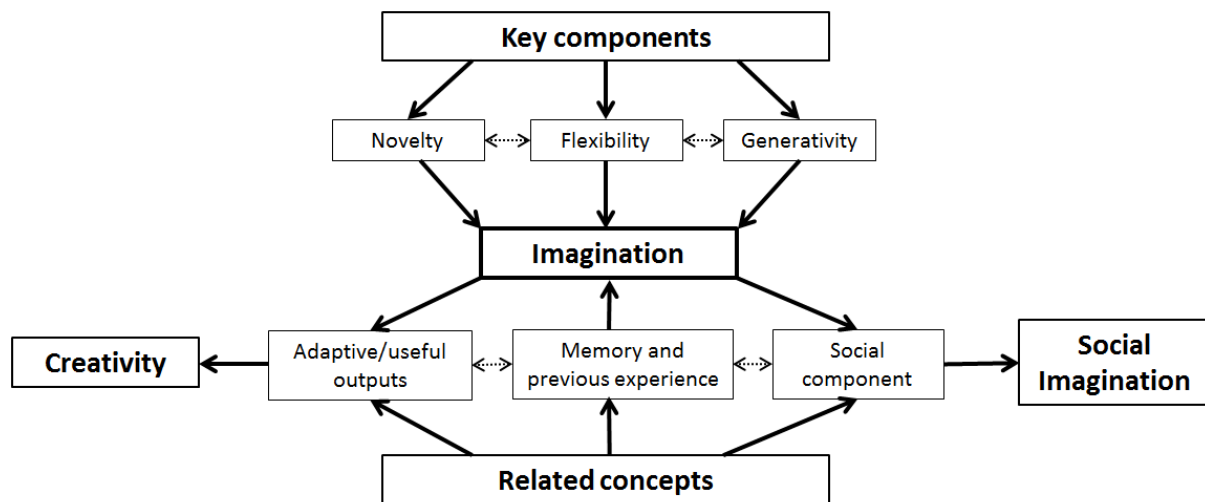 Key components
Novelty
Flexibility
Generativity
Imagination
Creativity
Adaptive/useful
outputs
Memory and
previous experience
Social
component
Social
Imagination
Related concepts